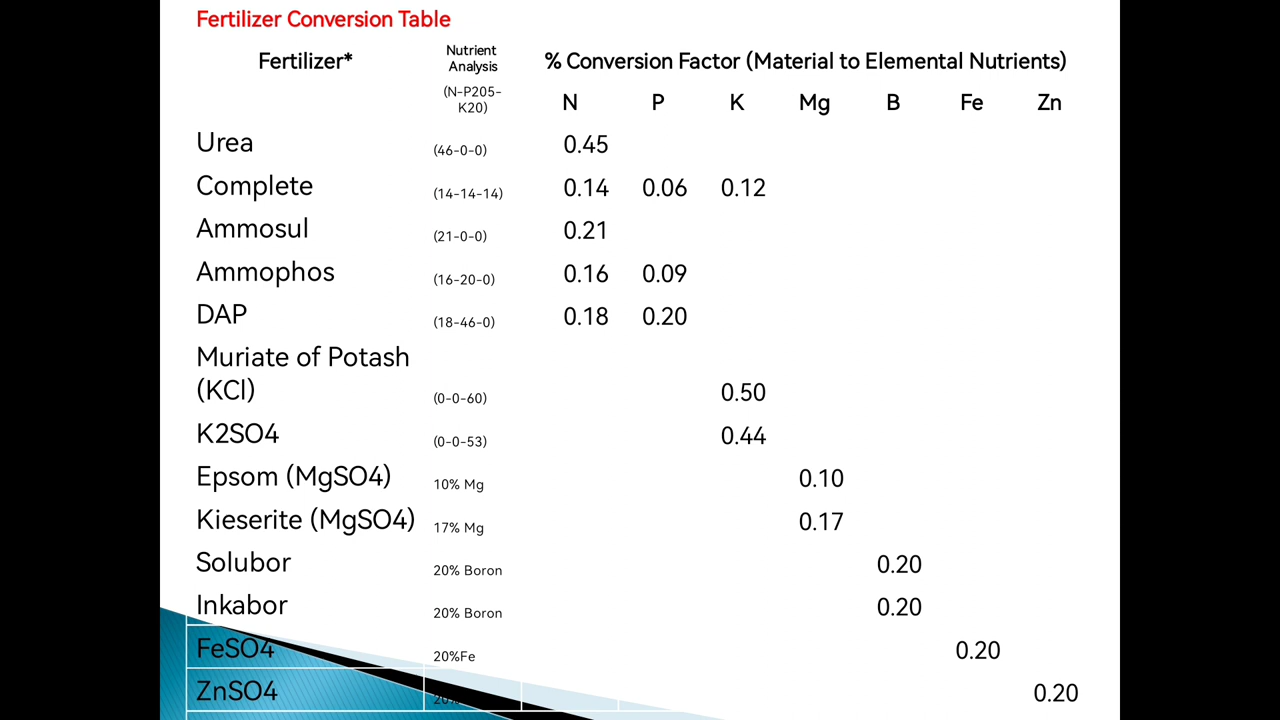 Fertilizer Conversion Table
Fertilizer* Nutrient Analysis % Conversion Factor (Material to Elemental Nutrients)
(N-P205-K20) N P K Mg B Fe Zn
Urea (46-0-0) 0.45
Complete (14-14-14) 0.14 0.06 0.12
Ammosul (21-0-0) 0.21
Ammophos (16-20-0) 0.16 0.09
DAP (18-46-0) 0.18 0.20
Muriate of Potash
(KCl) (0-0-60) 0.50
K2SO4 (0-0-53) 0.44
Epsom (MgSO4) 10% Mg 0.10
Kieserite (MgSO4) 17% Mg 0.17
Solubor 20% Boron 0.20
Inkabor 20% Boron 0.20
FeSO4 20%Fe 0.20
ZnSO4 0.20